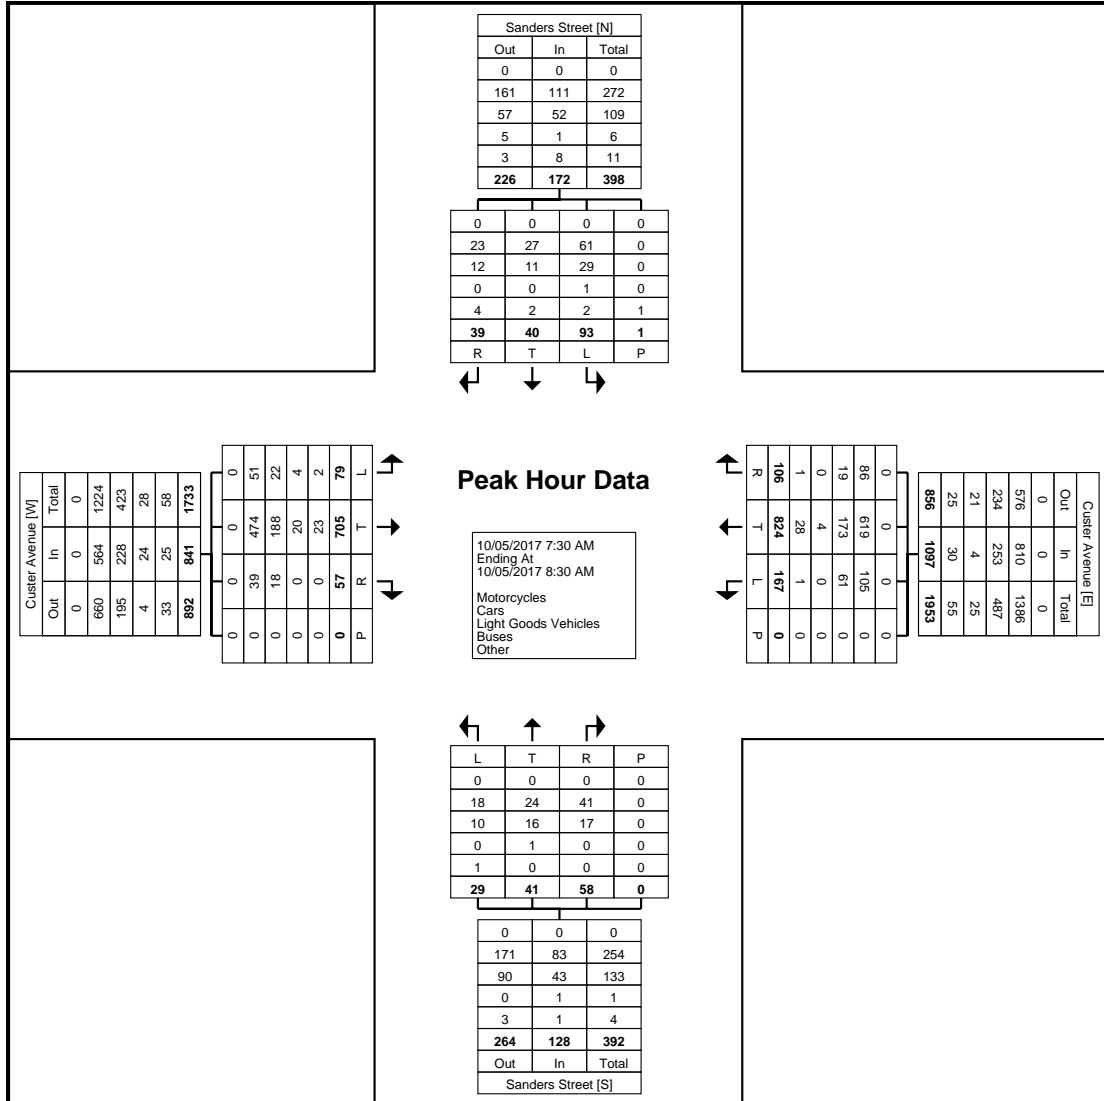 Sanders Street [N]
Out In Total
0 0 0
161 111 272
57 52 109
5 1 6
3 8 11
226 172 398
0 0 0 0
23 27 61 0
12 11 29 0
0 0 1 0
4 2 2 1
39 40 93 1
R T L P
Custer Avenue [W]
Total In Out
0 0 0
1224 564 660
423 228 195
28 24 4
58 25 33
1733 841 892
0 0 0 0
51 474 39 0
22 188 18 0
4 20 0 0
2 23 0 0
79 705 57 0
L T R P
Peak Hour Data
10/05/2017 7:30 AM
Ending At
10/05/2017 8:30 AM
Motorcycles
Cars
Light Goods Vehicles
Buses
Other
R T L P
106 824 167 0
1 28 1 0
0 4 0 0
19 173 61 0
86 619 105 0
0 0 0 0
Custer Avenue [E]
Out In Total
0 0 0
576 810 1386
234 253 487
21 4 25
25 30 55
856 1097 1953
L T R P
0 0 0 0
18 24 41 0
10 16 17 0
0 1 0 0
1 0 0 0
29 41 58 0
0 0 0
171 83 254
90 43 133
0 1 1
3 1 4
264 128 392
Out In Total
Sanders Street [S]